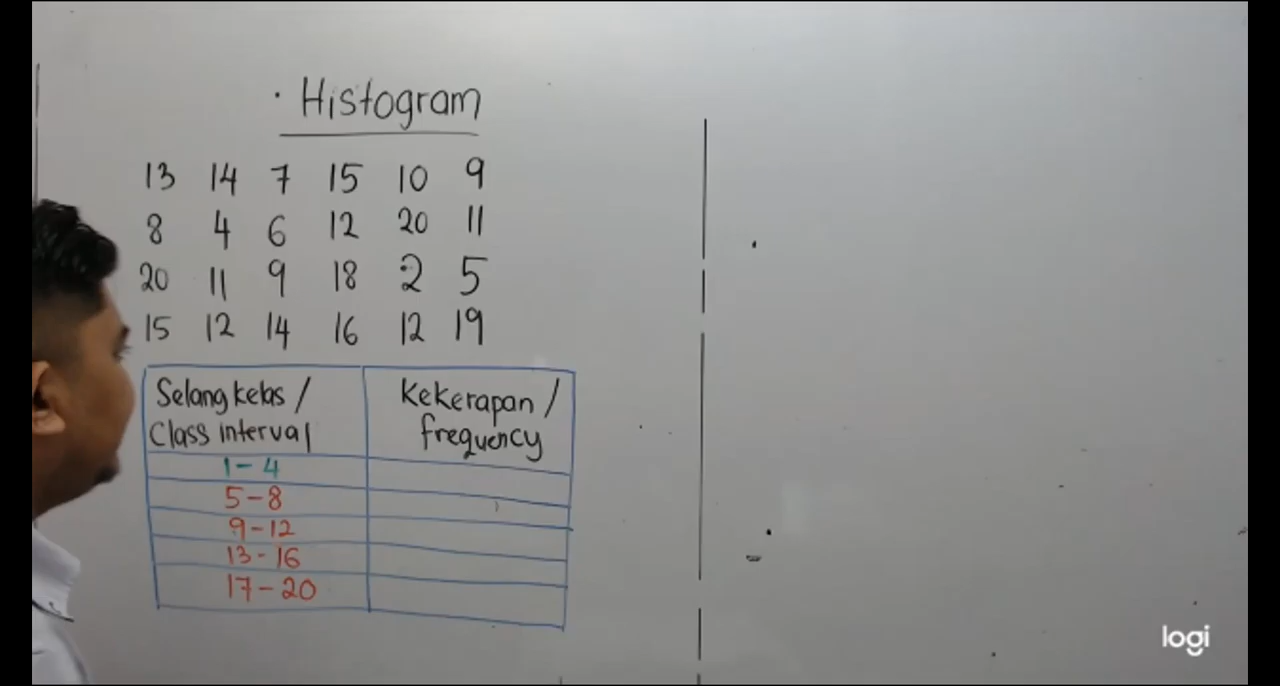 Histogram
13 14 7 15 10 9
8 4 6 12 20 11
20 11 9 18 2 5
15 12 14 16 12 19
Selang kelas / Kekerapan /
Class interval frequency
1-4
5-8
9-12
13-16
17-20
logi